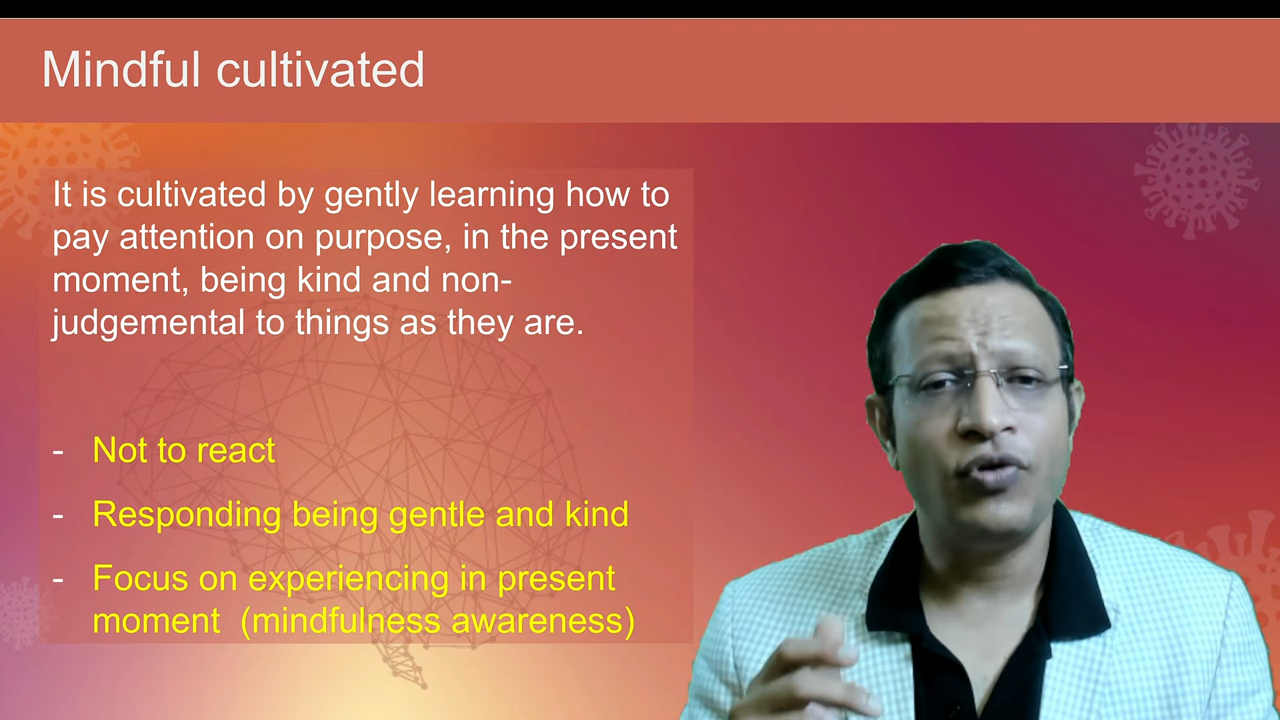 Mindful cultivated
It is cultivated by gently learning how to
pay attention on purpose, in the present
moment, being kind and non-
judgemental to things as they are.
- Not to react
- Responding being gentle and kind
- Focus on experiencing in present
moment (mindfulness awareness)